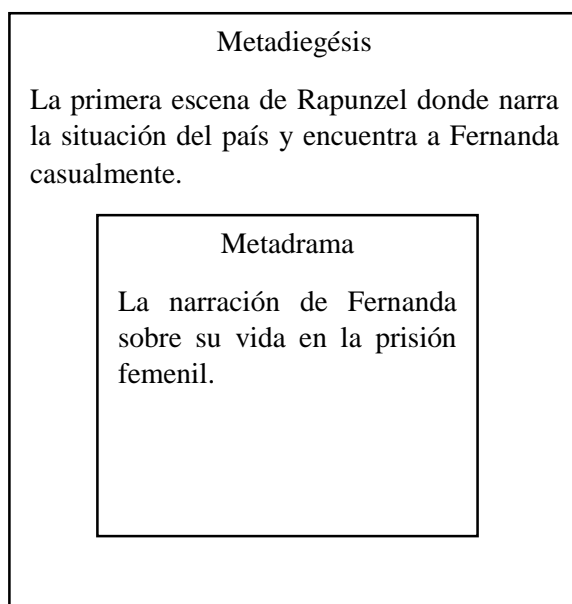 Metadiegésis
La primera escena de Rapunzel donde narra
la situación del país y encuentra a Fernanda
casualmente.
Metadrama
La narración de Fernanda
sobre su vida en la prisión
femenil.